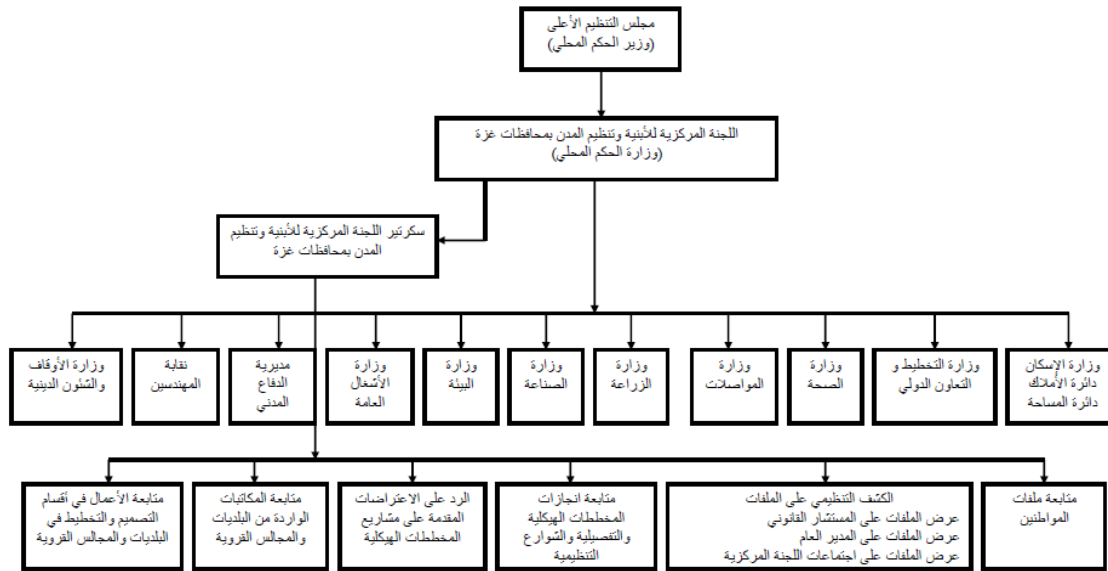 مجلس التنظيم الأعلى
(وزير الحكم المحلي)
اللجنة المركزية للأبنية وتنظيم المدن بمحافظات غزة
(وزارة الحكم المحلي)
سكرتير اللجنة المركزية للأبنية وتنظيم
المدن بمحافظات غزة
وزارة الإسكان
دائرة الأملاك
دائرة المساحة
وزارة التخطيط و
التعاون الدولي
وزارة
الصحة
وزارة
المواصلات
وزارة
الزراعة
وزارة
الصناعة
وزارة
البيئة
وزارة
الأشغال
العامة
مديرية
الدفاع
المدني
نقابة
المهندسين
وزارة الأوقاف
والشئون الدينية
متابعة ملفات
المواطنين
الكشف التنظيمي على الملفات
عرض الملفات على المستشار القانوني
عرض الملفات على المدير العام
عرض الملفات على اجتماعات اللجنة المركزية
متابعة انجازات
المخططات الهيكلية
والتفصيلية والشوارع
التنظيمية
الرد على الاعتراضات
المقدمة على مشاريع
المخططات الهيكلية
متابعة المكاتبات
الواردة من البلديات
والمجالس القروية
متابعة الأعمال في أقسام
التصميم والتخطيط في
البلديات والمجالس القروية